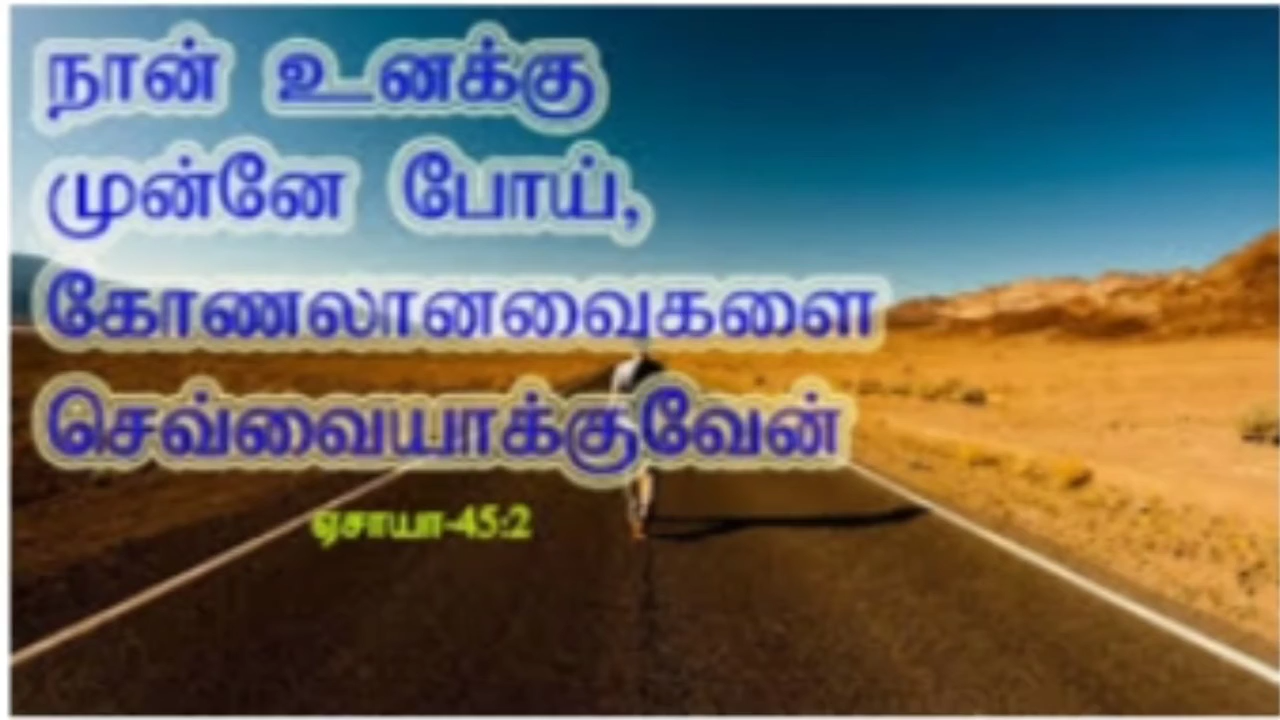 நான் உனக்கு
முன்னே போய்,
கோணலானவைகளை
செவ்வையாக்குவேன்
ஏசாயா-45:2